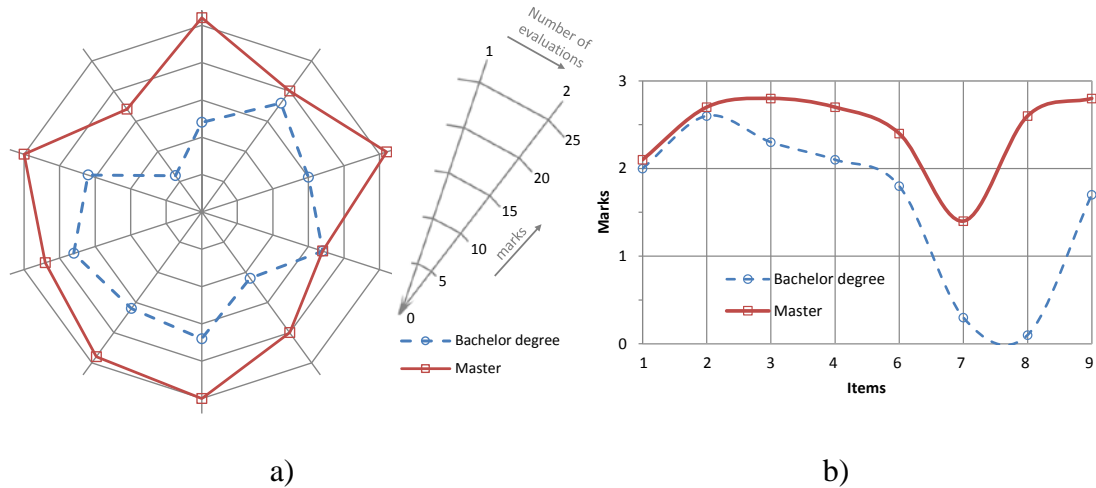 1
Number of
evaluations
2
25
20
15
10
5
0
marks
Bachelor degree
Master
a)
3
2
1
0
Marks
Bachelor degree
Master
1 2 3 4 6 7 8 9
Items
b)